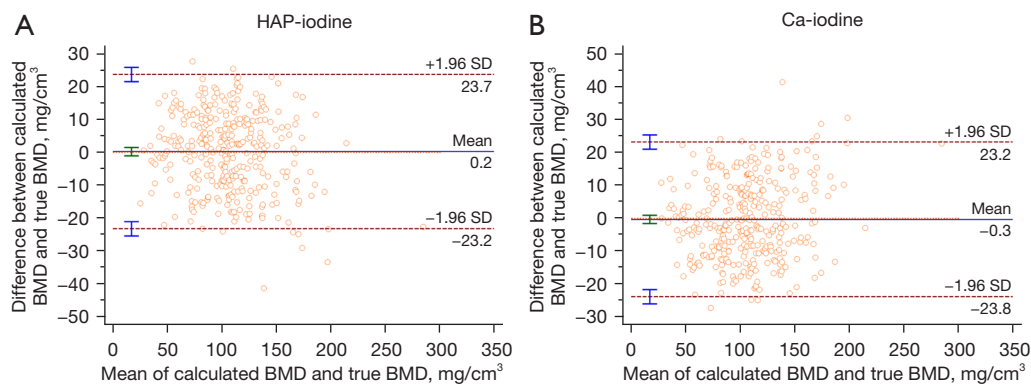 A
HAP-iodine
Difference between calculated
BMD and true BMD, mg/cm³
30
20
10
0
−10
−20
−30
−40
−50
+1.96 SD
23.7
Mean
0.2
−1.96 SD
−23.2
0 50 100 150 200 250 300 350
Mean of calculated BMD and true BMD, mg/cm³
B
Ca-iodine
Difference between calculated
BMD and true BMD, mg/cm³
50
40
30
20
10
0
−10
−20
−30
+1.96 SD
23.2
Mean
−0.3
−1.96 SD
−23.8
0 50 100 150 200 250 300 350
Mean of calculated BMD and true BMD, mg/cm³